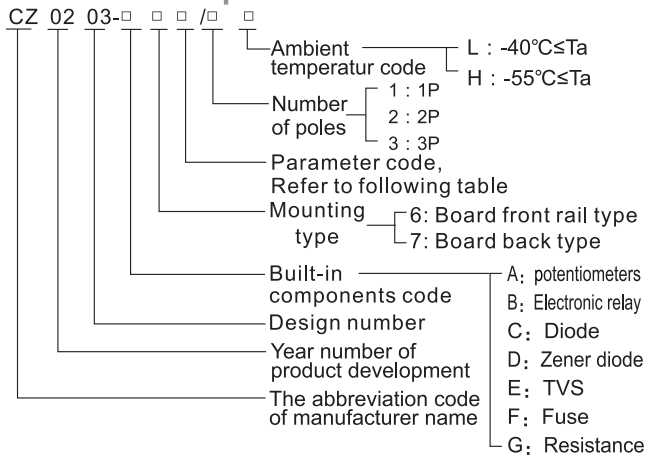 CZ 02 03-□ □ □ /□ □
Ambient
temperatur code
L : -40℃≤Ta
H : -55℃≤Ta
Number
of poles
1 : 1P
2 : 2P
3 : 3P
Parameter code,
Refer to following table
Mounting
type
6: Board front rail type
7: Board back type
Built-in
components code
A: potentiometers
B: Electronic relay
C: Diode
D: Zener diode
E: TVS
F: Fuse
G: Resistance
Design number
Year number of
product development
The abbreviation code
of manufacturer name